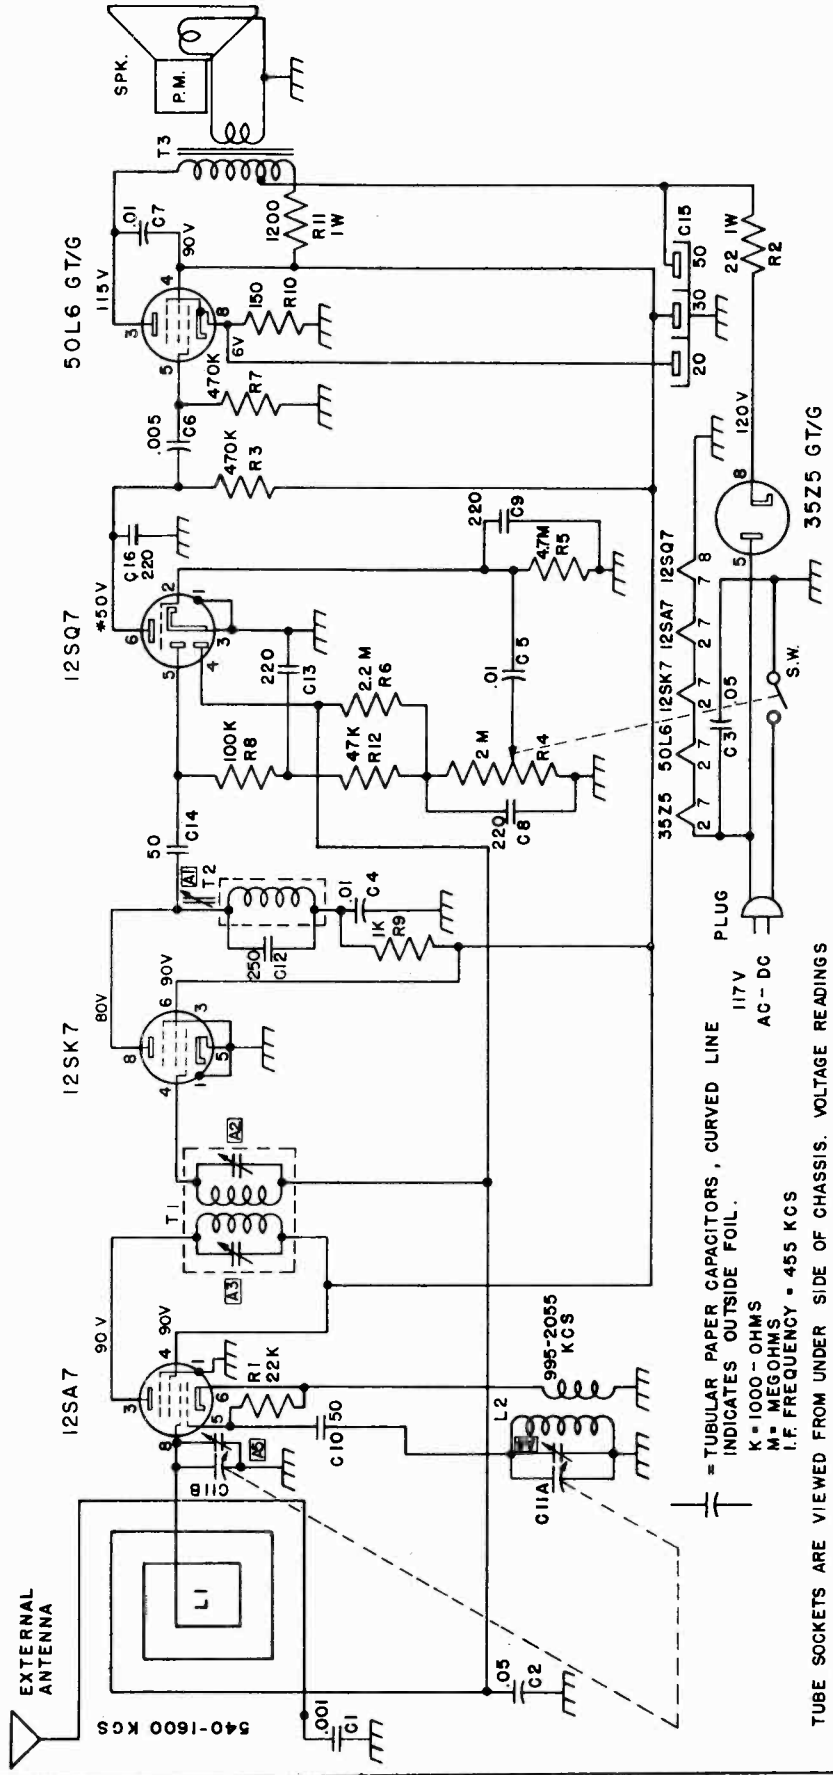 EXTERNAL
ANTENNA
540-1600 KCS
L1
.001
C1
.05
C2
12SA7
90V
3
90V
4
8
5
6
1
C11B
A5
R1
22K
C10
50
L2
C11A
995-2055
KCS
T1
A3
A2
12SK7
80V
90V
8
6
4
3
5
1
A1
T2
250
C12
.01
C4
1K
R9
50
C14
12SQ7
*50V
6
2
5
4
3
1
C16
220
220
C13
100K
R8
47K
R12
2.2 M
R6
2 M
R4
220
C8
.01
C5
220
C9
4.7M
R5
470K
R3
.005
C6
470K
R7
50L6 GT/G
115V
90V
3
4
5
8
6V
.01
C7
150
R10
1200
R11
1W
T3
SPK.
P.M.
20
30
50
C15
22
1W
R2
120V
35Z5 GT/G
5
8
35Z5
50L6
12SK7
12SA7
12SQ7
2 7
2 7
2 7
2 7
7 8
C3
.05
S.W.
PLUG
117V
AC-DC
= TUBULAR PAPER CAPACITORS, CURVED LINE
INDICATES OUTSIDE FOIL.
K = 1000-OHMS
M = MEGOHMS
I.F. FREQUENCY = 455 KCS
TUBE SOCKETS ARE VIEWED FROM UNDER SIDE OF CHASSIS. VOLTAGE READINGS